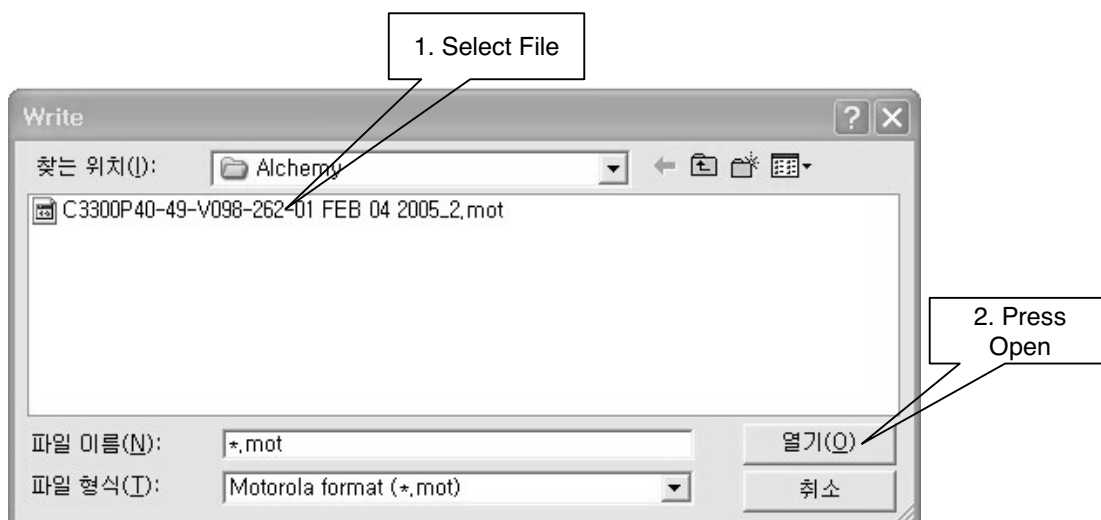 1. Select File
Write
찾는 위치(I):
Alchemy
C3300P40-49-V098-262-01 FEB 04 2005_2,mot
2. Press
Open
파일 이름(N):
*,mot
열기(O)
파일 형식(T):
Motorola format (*,mot)
취소